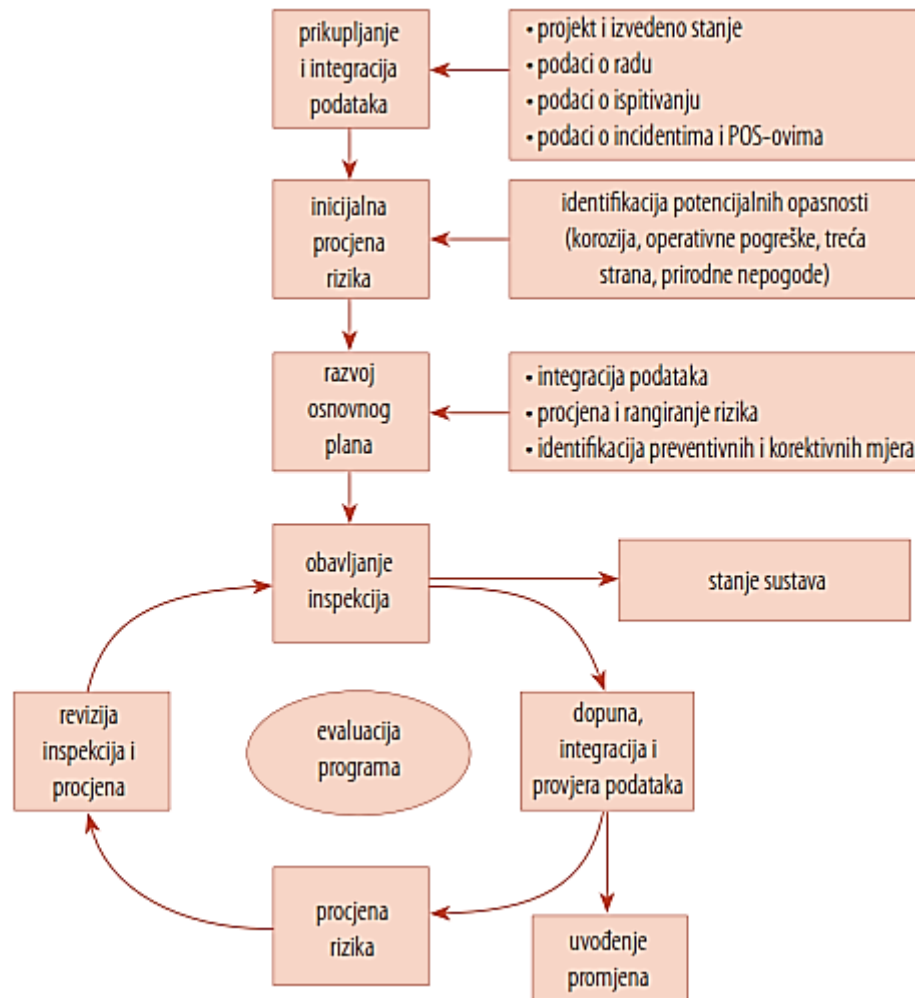 prikupljanje
i integracija
podataka
• projekt i izvedeno stanje
• podaci o radu
• podaci o ispitivanju
• podaci o incidentima i POS-ovima
inicijalna
procjena
rizika
identifikacija potencijalnih opasnosti
(korozija, operativne pogreške, treća
strana, prirodne nepogode)
razvoj
osnovnog
plana
• integracija podataka
• procjena i rangiranje rizika
• identifikacija preventivnih i korektivnih mjera
obavljanje
inspekcija
stanje sustava
revizija
inspekcija i
procjena
evaluacija
programa
dopuna,
integracija i
provjera podataka
procjena
rizika
uvođenje
promjena